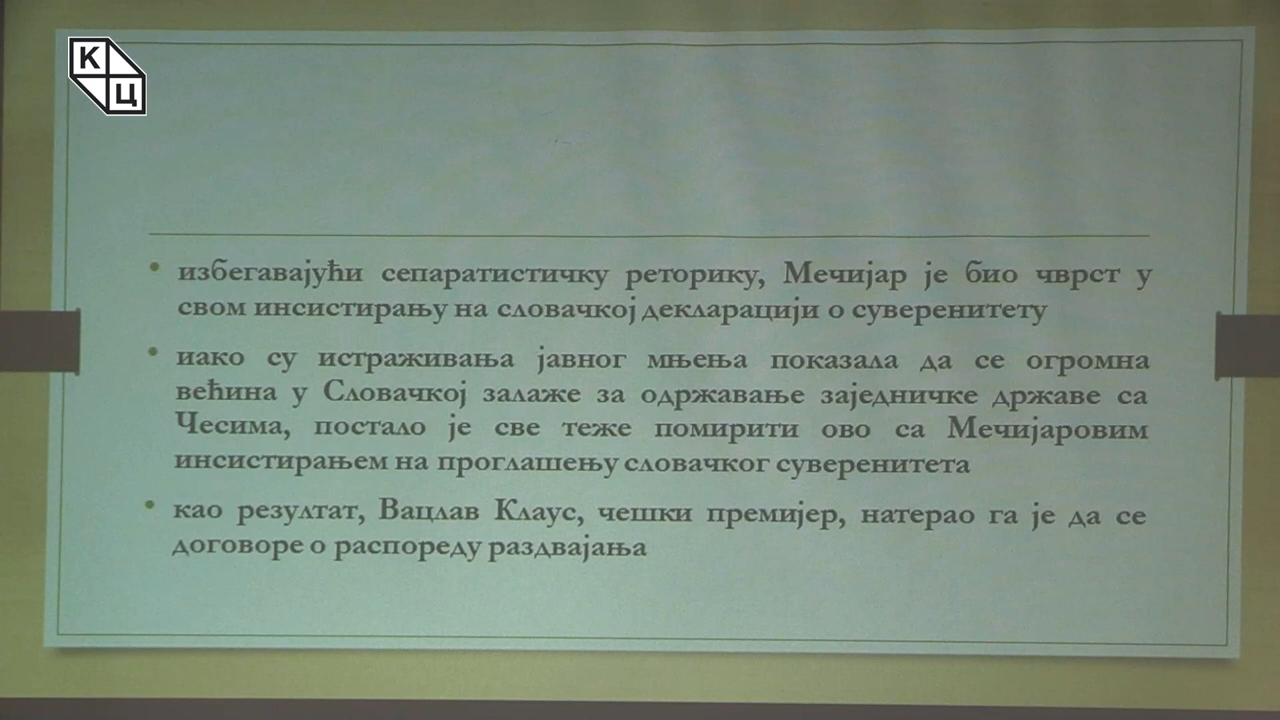 К
Ц
избегавајући сепаратистичку реторику, Мечијар је био чврст у
свом инсистирању на словачкој декларацији о суверенитету
иако су истраживања јавног мњења показала да се огромна
већина у Словачкој залаже за одржавање заједничке државе са
Чесима, постало је све теже помирити ово са Мечијаровим
инсистирањем на проглашењу словачког суверенитета
као резултат, Вацлав Клаус, чешки премијер, натерао га је да се
договоре о распореду раздвајања